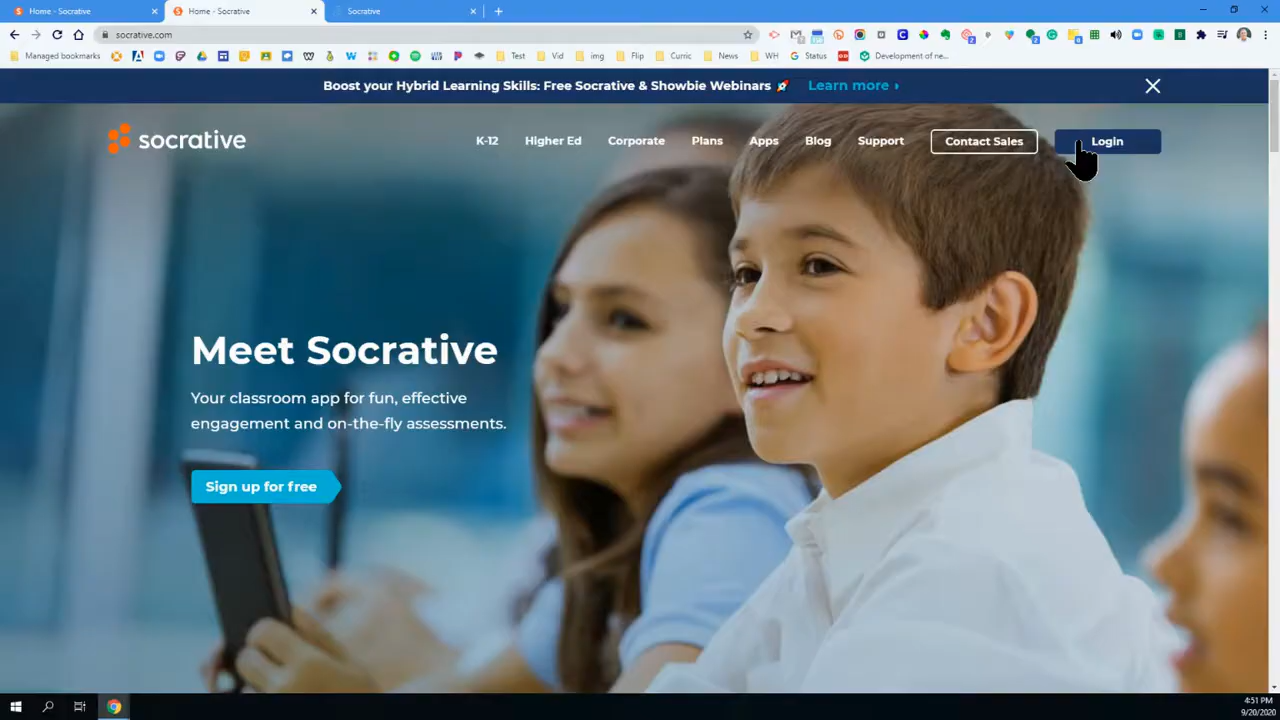 Home - Socrative
Home - Socrative
Socrative
socrative.com
Managed bookmarks
Test
Vid
img
Flip
Curric
News
WH
Status
Development of ne...
Boost your Hybrid Learning Skills: Free Socrative & Showbie Webinars 🚀 Learn more ›
socrative
K-12 Higher Ed Corporate Plans Apps Blog Support Contact Sales Login
Meet Socrative
Your classroom app for fun, effective
engagement and on-the-fly assessments.
Sign up for free
4:51 PM
9/20/2020